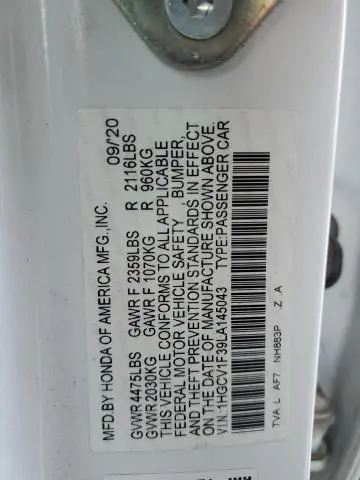 MFD.BY HONDA OF AMERICA MFG.,INC. 09/20
GVWR 4475LBS GAWR F 2359LBS R 2116LBS
GVWR 2030KG GAWR F 1070KG R 960KG
THIS VEHICLE CONFORMS TO ALL APPLICABLE
FEDERAL MOTOR VEHICLE SAFETY , BUMPER,
AND THEFT PREVENTION STANDARDS IN EFFECT
ON THE DATE OF MANUFACTURE SHOWN ABOVE.
V.I.N.:1HGCV1F39LA145043 TYPE:PASSENGER CAR
TVA L AF7 NH883P .Z .A